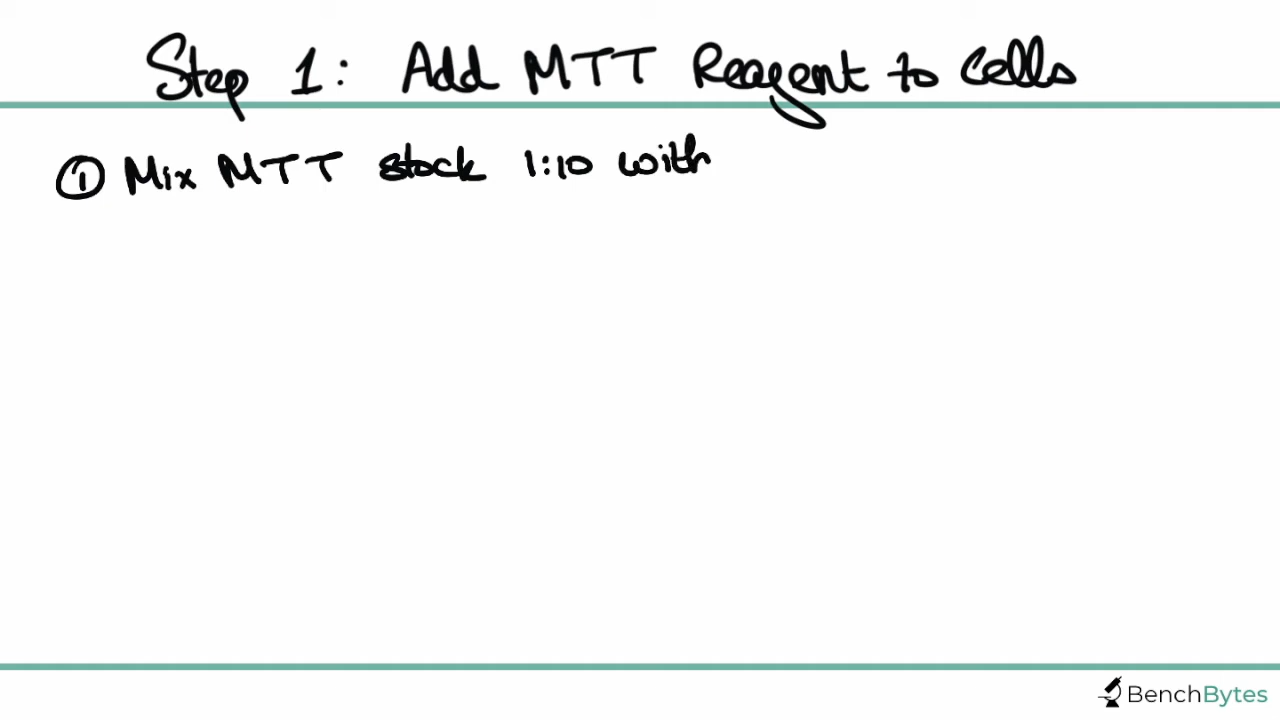 Step 1: Add MTT Reagent to cells
① Mix MTT stock 1:10 with
BenchBytes